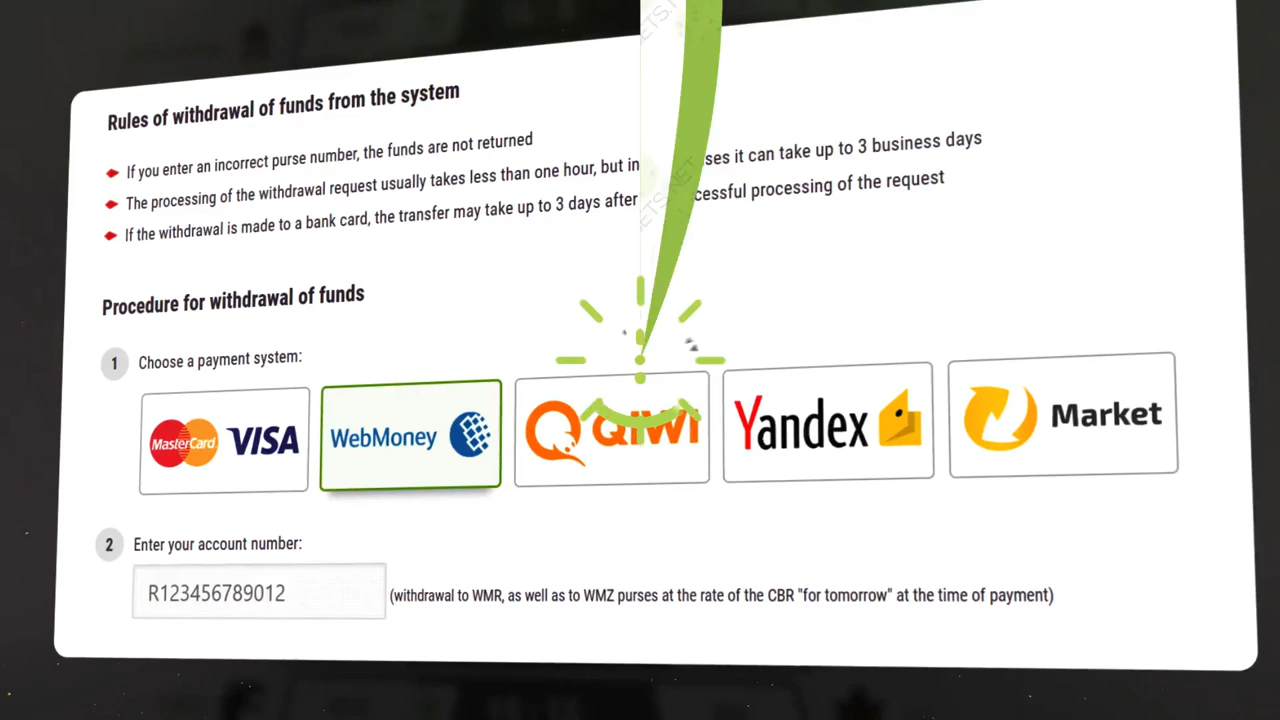 Rules of withdrawal of funds from the system
If you enter an incorrect purse number, the funds are not returned
The processing of the withdrawal request usually takes less than one hour, but in ses it can take up to 3 business days
If the withdrawal is made to a bank card, the transfer may take up to 3 days after cessful processing of the request
Procedure for withdrawal of funds
1 Choose a payment system:
MasterCard VISA WebMoney QIWI Yandex Market
2 Enter your account number:
R123456789012 (withdrawal to WMR, as well as to WMZ purses at the rate of the CBR "for tomorrow" at the time of payment)